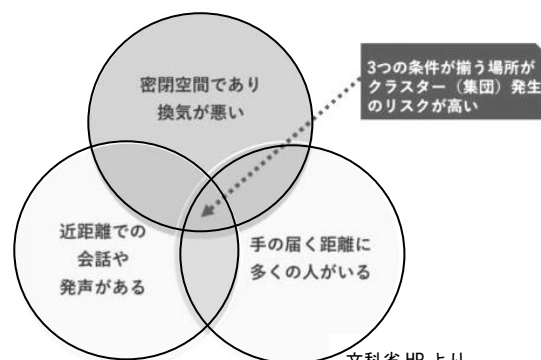 密閉空間であり
換気が悪い
3つの条件が揃う場所が
クラスター（集団）発生
のリスクが高い
近距離での
会話や
発声がある
手の届く距離に
多くの人がいる
文科省 HP より